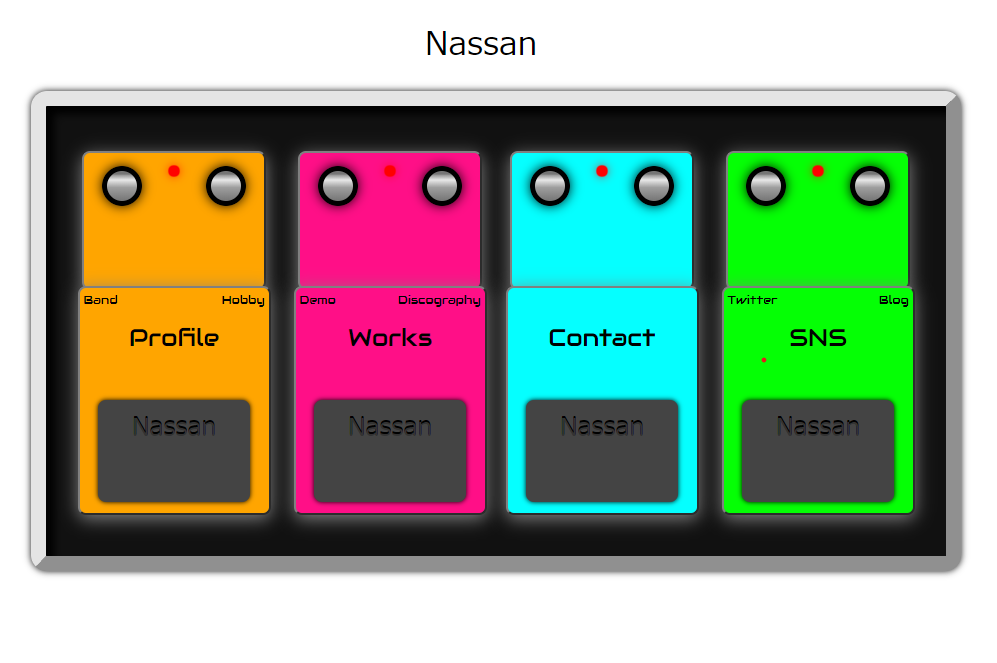 Nassan
Band Hobby
Profile
Nassan
Demo Discography
Works
Nassan
Contact
Nassan
Twitter Blog
SNS
Nassan